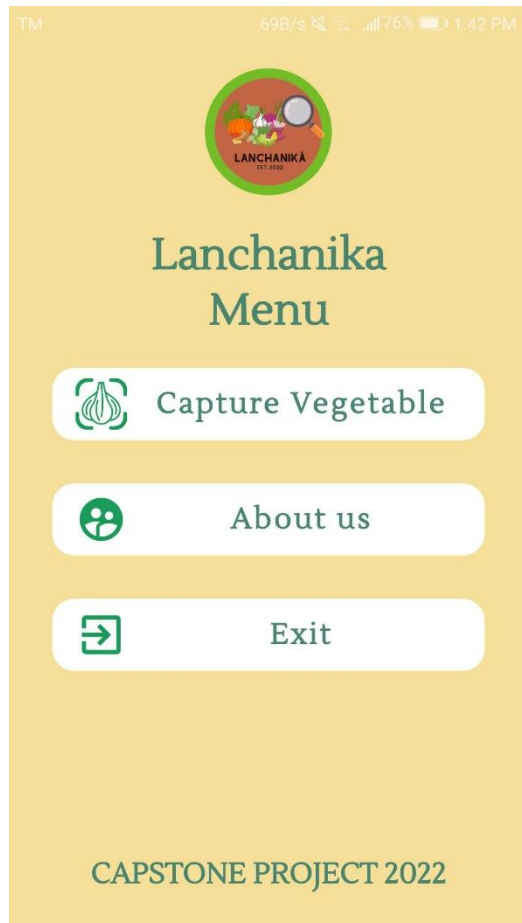 TM 69B/s 76% 1:42 PM
LANCHANIKÀ
EST. 2022
Lanchanika
Menu
Capture Vegetable
About us
Exit
CAPSTONE PROJECT 2022